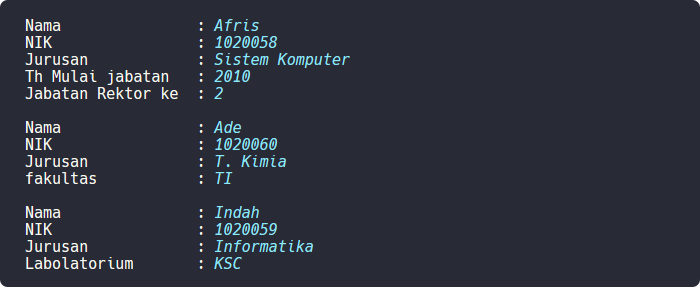 Nama : Afris
NIK : 1020058
Jurusan : Sistem Komputer
Th Mulai jabatan : 2010
Jabatan Rektor ke : 2
Nama : Ade
NIK : 1020060
Jurusan : T. Kimia
fakultas : TI
Nama : Indah
NIK : 1020059
Jurusan : Informatika
Labolatorium : KSC